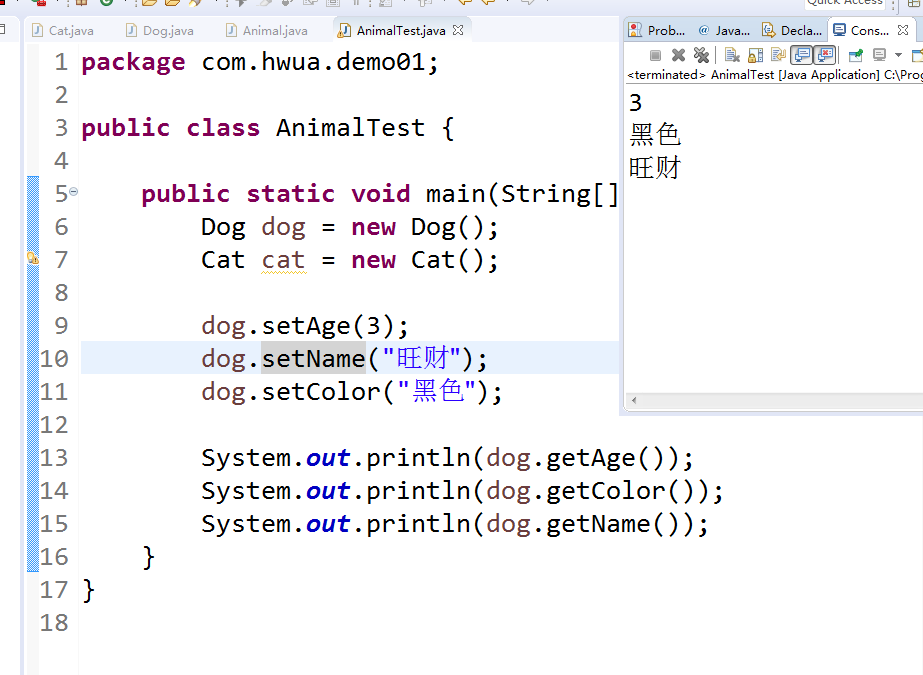 Quick Access
Cat.java Dog.java Animal.java AnimalTest.java
1 package com.hwua.demo01;
2
3 public class AnimalTest {
4
5 public static void main(String[]
6 Dog dog = new Dog();
7 Cat cat = new Cat();
8
9 dog.setAge(3);
10 dog.setName("旺财");
11 dog.setColor("黑色");
12
13 System.out.println(dog.getAge());
14 System.out.println(dog.getColor());
15 System.out.println(dog.getName());
16 }
17 }
18
Prob... @ Java... Decla... Cons...
<terminated> AnimalTest [Java Application] C:\Prog
3
黑色
旺财